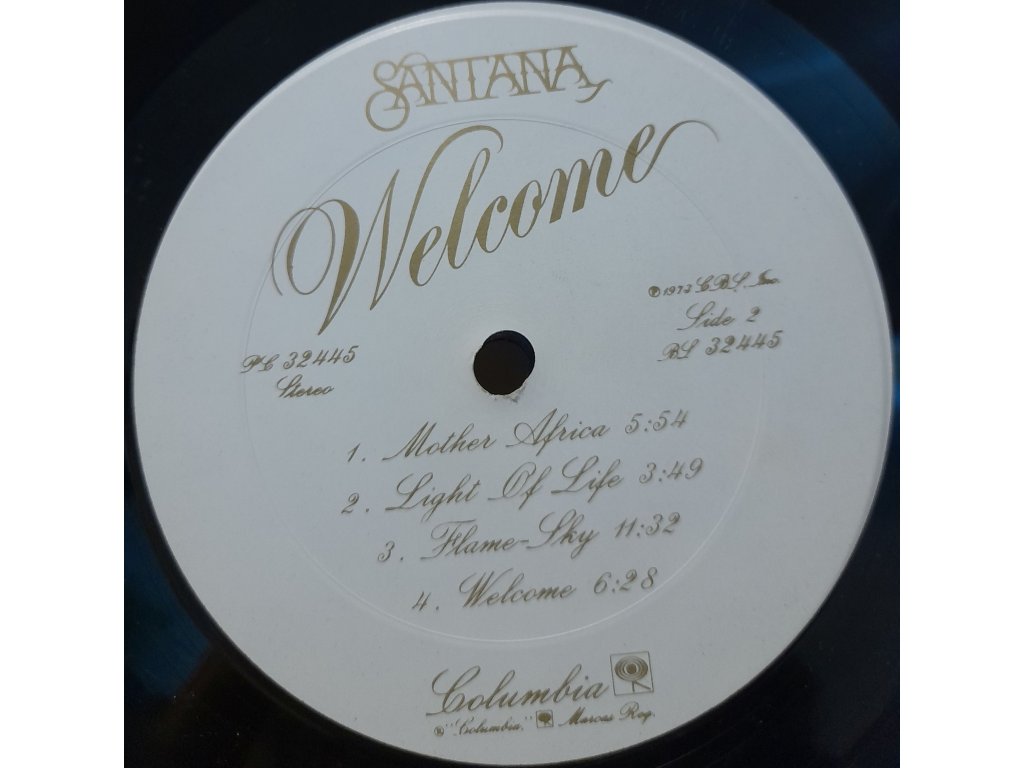 SANTANA
Welcome
℗ 1973 CBS. Inc.
Side 2
BL 32445
PC 32445
Stereo
1. Mother Africa 5:54
2. Light Of Life 3:49
3. Flame-Sky 11:32
4. Welcome 6:28
Columbia
® "Columbia," Marcas Reg.